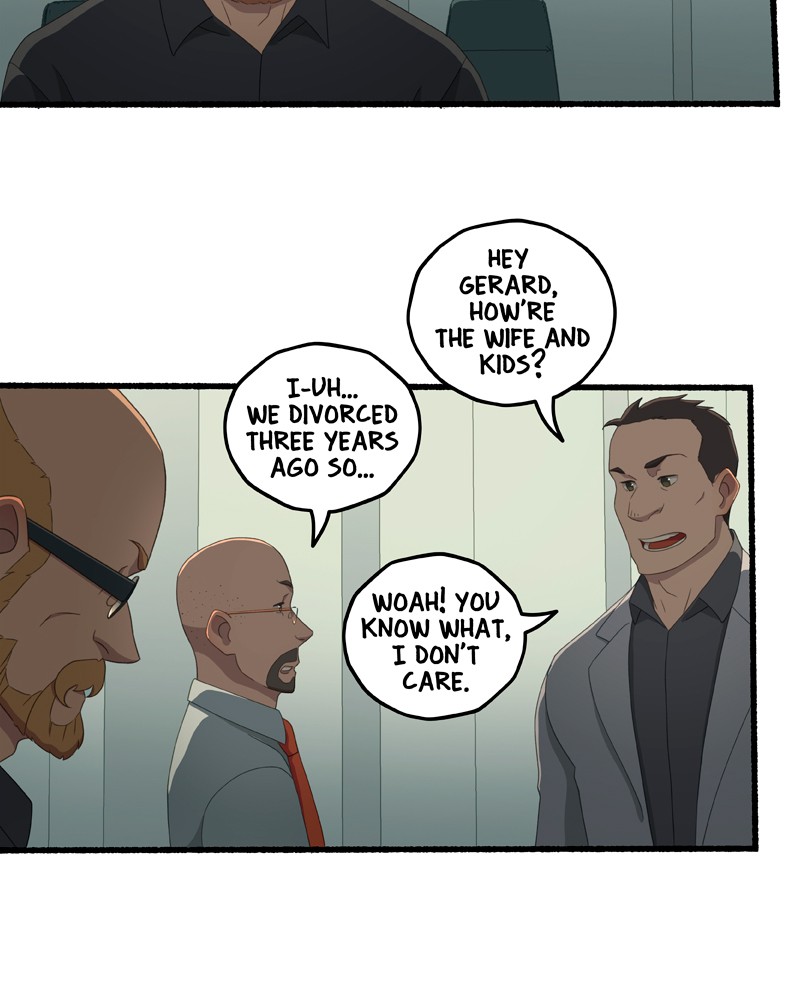 HEY
GERARD,
HOW'RE
THE WIFE AND
KIDS?
I-UH...
WE DIVORCED
THREE YEARS
AGO SO...
WOAH! YOU
KNOW WHAT,
I DON'T
CARE.